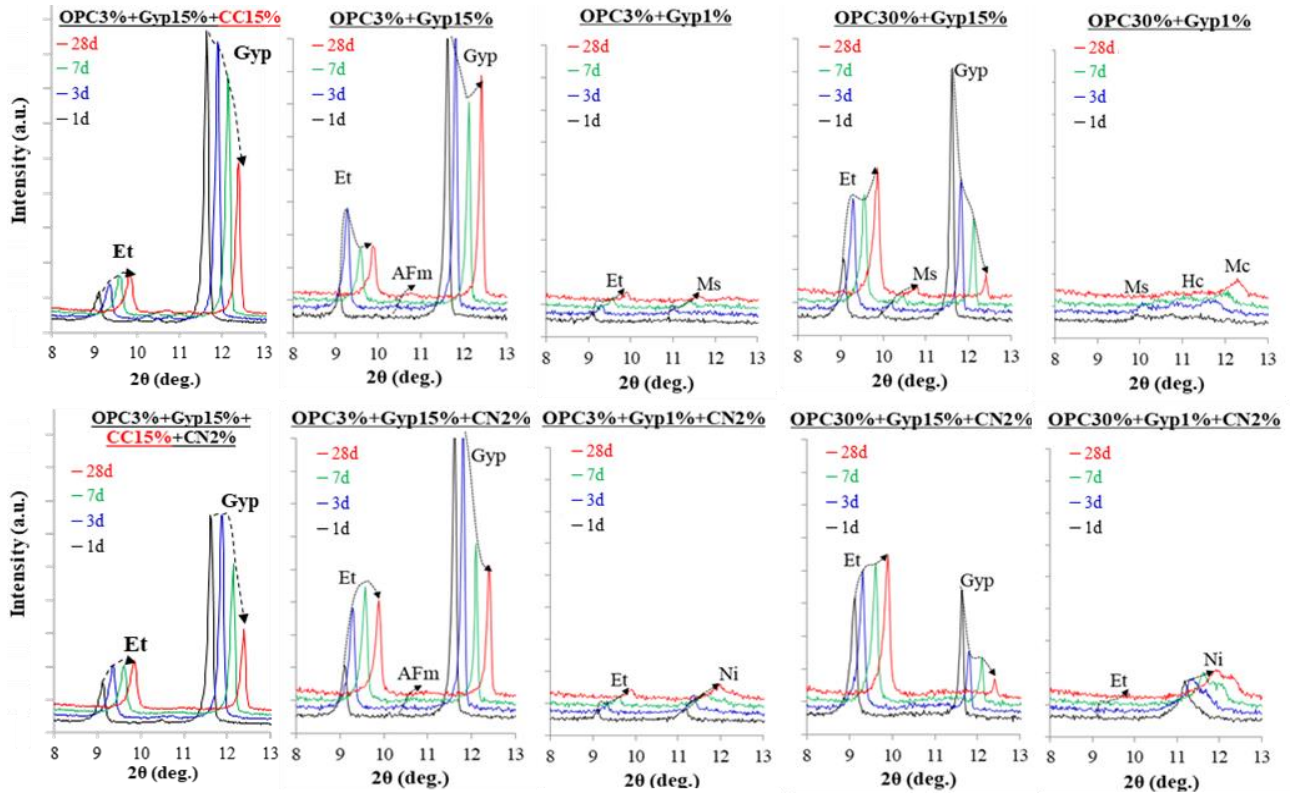 OPC3%+Gyp15%+CC15%
Intensity (a.u.)
−28d
−7d
−3d
−1d
Et
Gyp
8 9 10 11 12 13
2θ (deg.)
OPC3%+Gyp15%
−28d
−7d
−3d
−1d
Gyp
Et
AFm
8 9 10 11 12 13
2θ (deg.)
OPC3%+Gyp1%
−28d
−7d
−3d
−1d
Et
Ms
8 9 10 11 12 13
2θ (deg.)
OPC30%+Gyp15%
−28d
−7d
−3d
−1d
Gyp
Et
Ms
8 9 10 11 12 13
2θ (deg.)
OPC30%+Gyp1%
−28d
−7d
−3d
−1d
Ms
Hc
Mc
8 9 10 11 12 13
2θ (deg.)
OPC3%+Gyp15%+
CC15%+CN2%
Intensity (a.u.)
−28d
−7d
−3d
−1d
Gyp
Et
8 9 10 11 12 13
2θ (deg.)
OPC3%+Gyp15%+CN2%
−28d
−7d
−3d
−1d
Gyp
Et
AFm
8 9 10 11 12 13
2θ (deg.)
OPC3%+Gyp1%+CN2%
−28d
−7d
−3d
−1d
Et
Ni
8 9 10 11 12 13
2θ (deg.)
OPC30%+Gyp15%+CN2%
−28d
−7d
−3d
−1d
Et
Gyp
8 9 10 11 12 13
2θ (deg.)
OPC30%+Gyp1%+CN2%
−28d
−7d
−3d
−1d
Et
Ni
8 9 10 11 12 13
2θ (deg.)